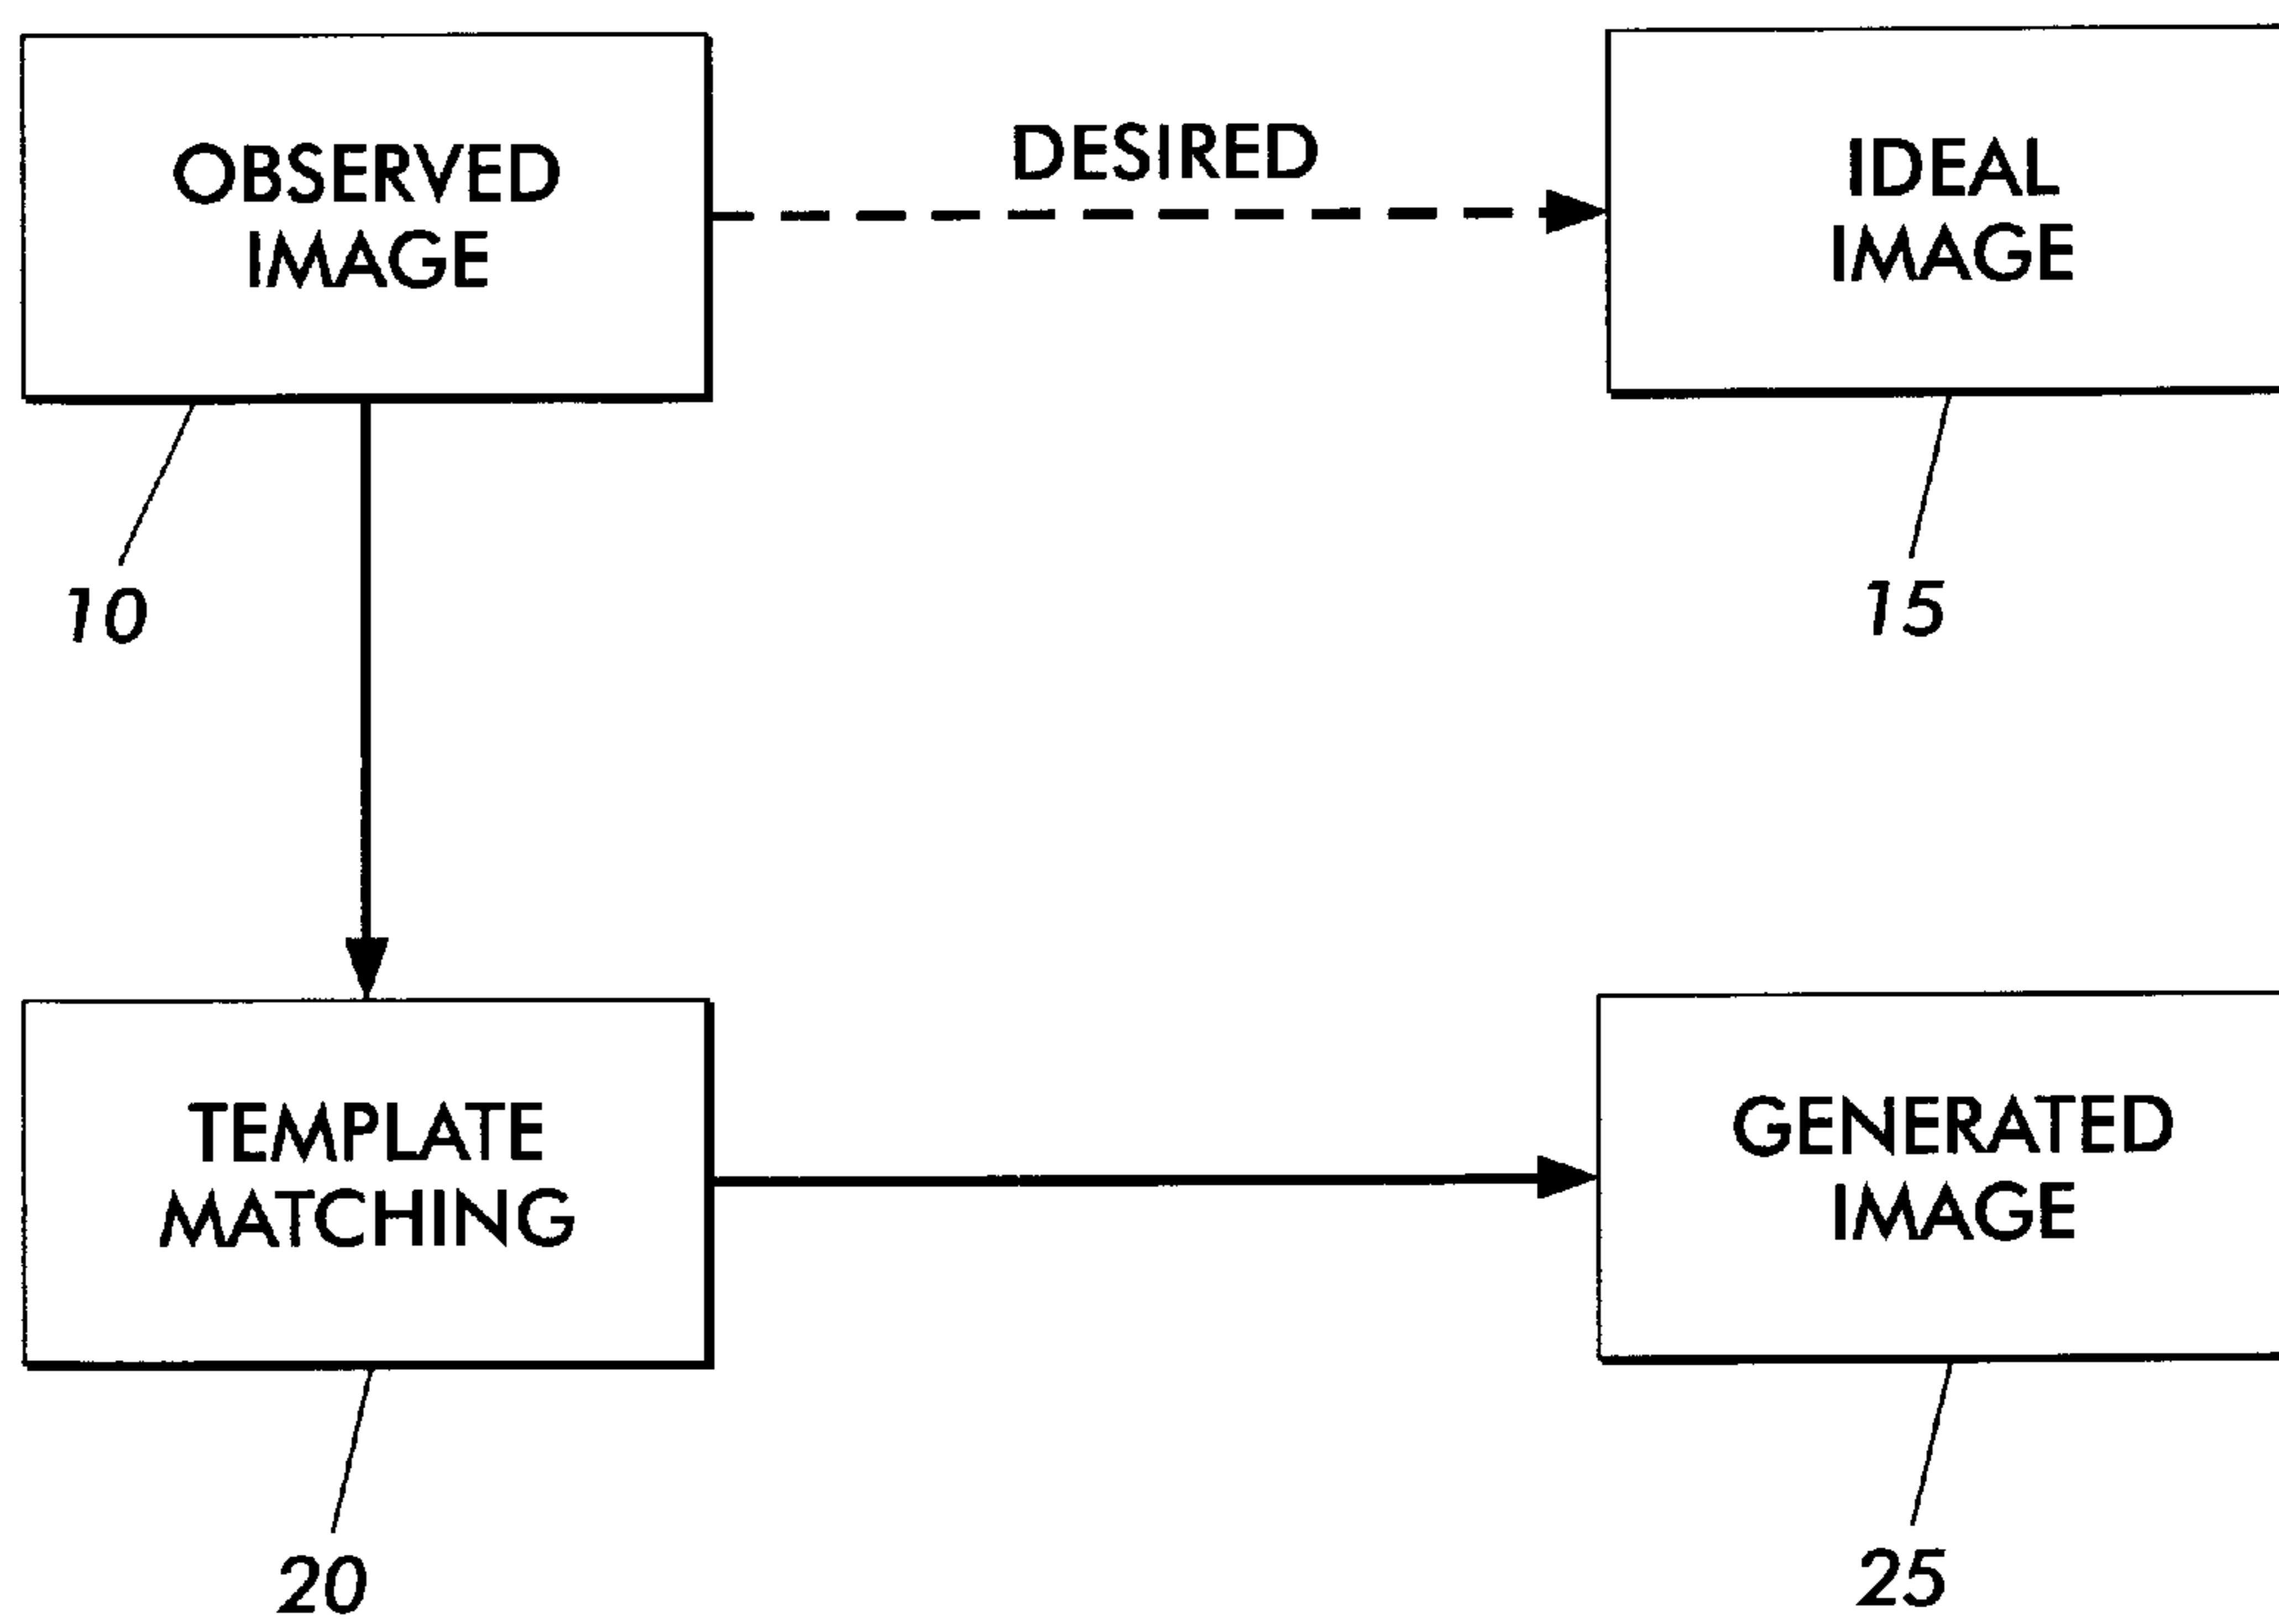 OBSERVED
IMAGE
DESIRED
IDEAL
IMAGE
10
15
TEMPLATE
MATCHING
GENERATED
IMAGE
20
25